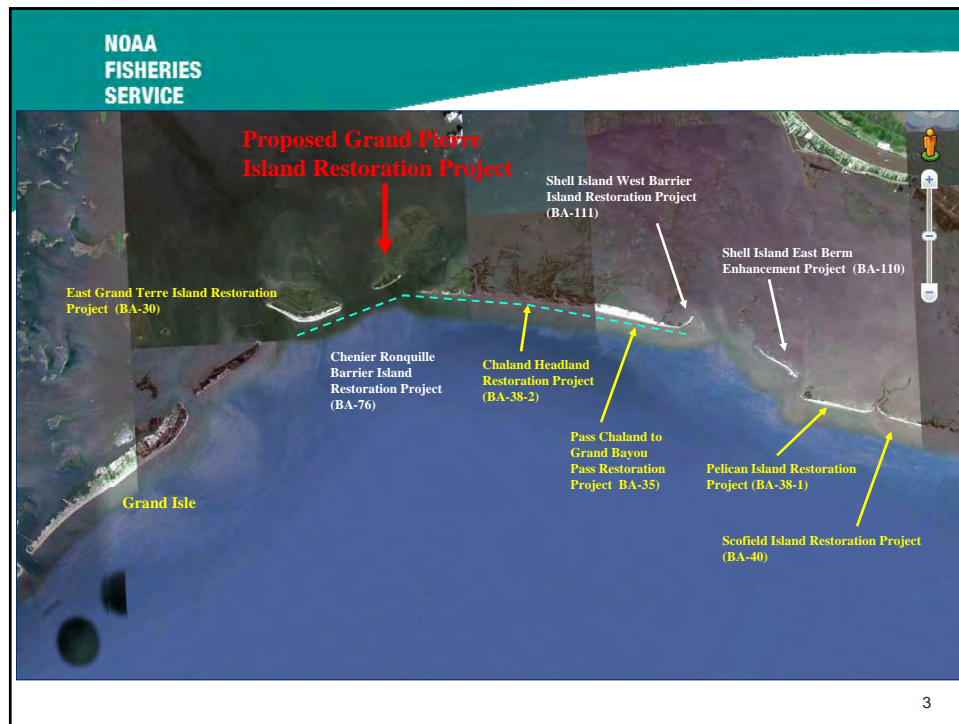 NOAA
FISHERIES
SERVICE
Proposed Grand Pierre
Island Restoration Project
Shell Island West Barrier
Island Restoration Project
(BA-111)
Shell Island East Berm
Enhancement Project (BA-110)
East Grand Terre Island Restoration
Project (BA-30)
Chenier Ronquille
Barrier Island
Restoration Project
(BA-76)
Chaland Headland
Restoration Project
(BA-38-2)
Pass Chaland to
Grand Bayou
Pass Restoration
Project BA-35)
Pelican Island Restoration
Project (BA-38-1)
Grand Isle
Scofield Island Restoration Project
(BA-40)
3